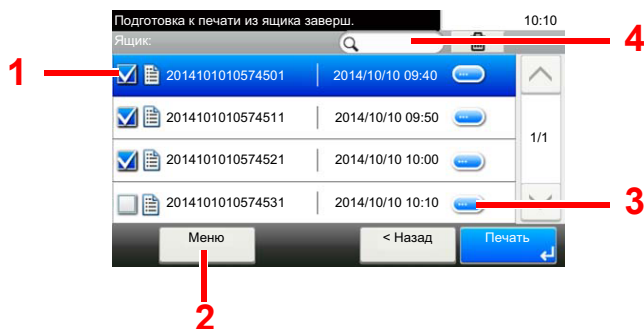 Подготовка к печати из ящика заверш. 10:10
Ящик: 4
1 2014101010574501 2014/10/10 09:40
2014101010574511 2014/10/10 09:50
1/1
2014101010574521 2014/10/10 10:00
2014101010574531 2014/10/10 10:10 3
Меню < Назад Печать
2